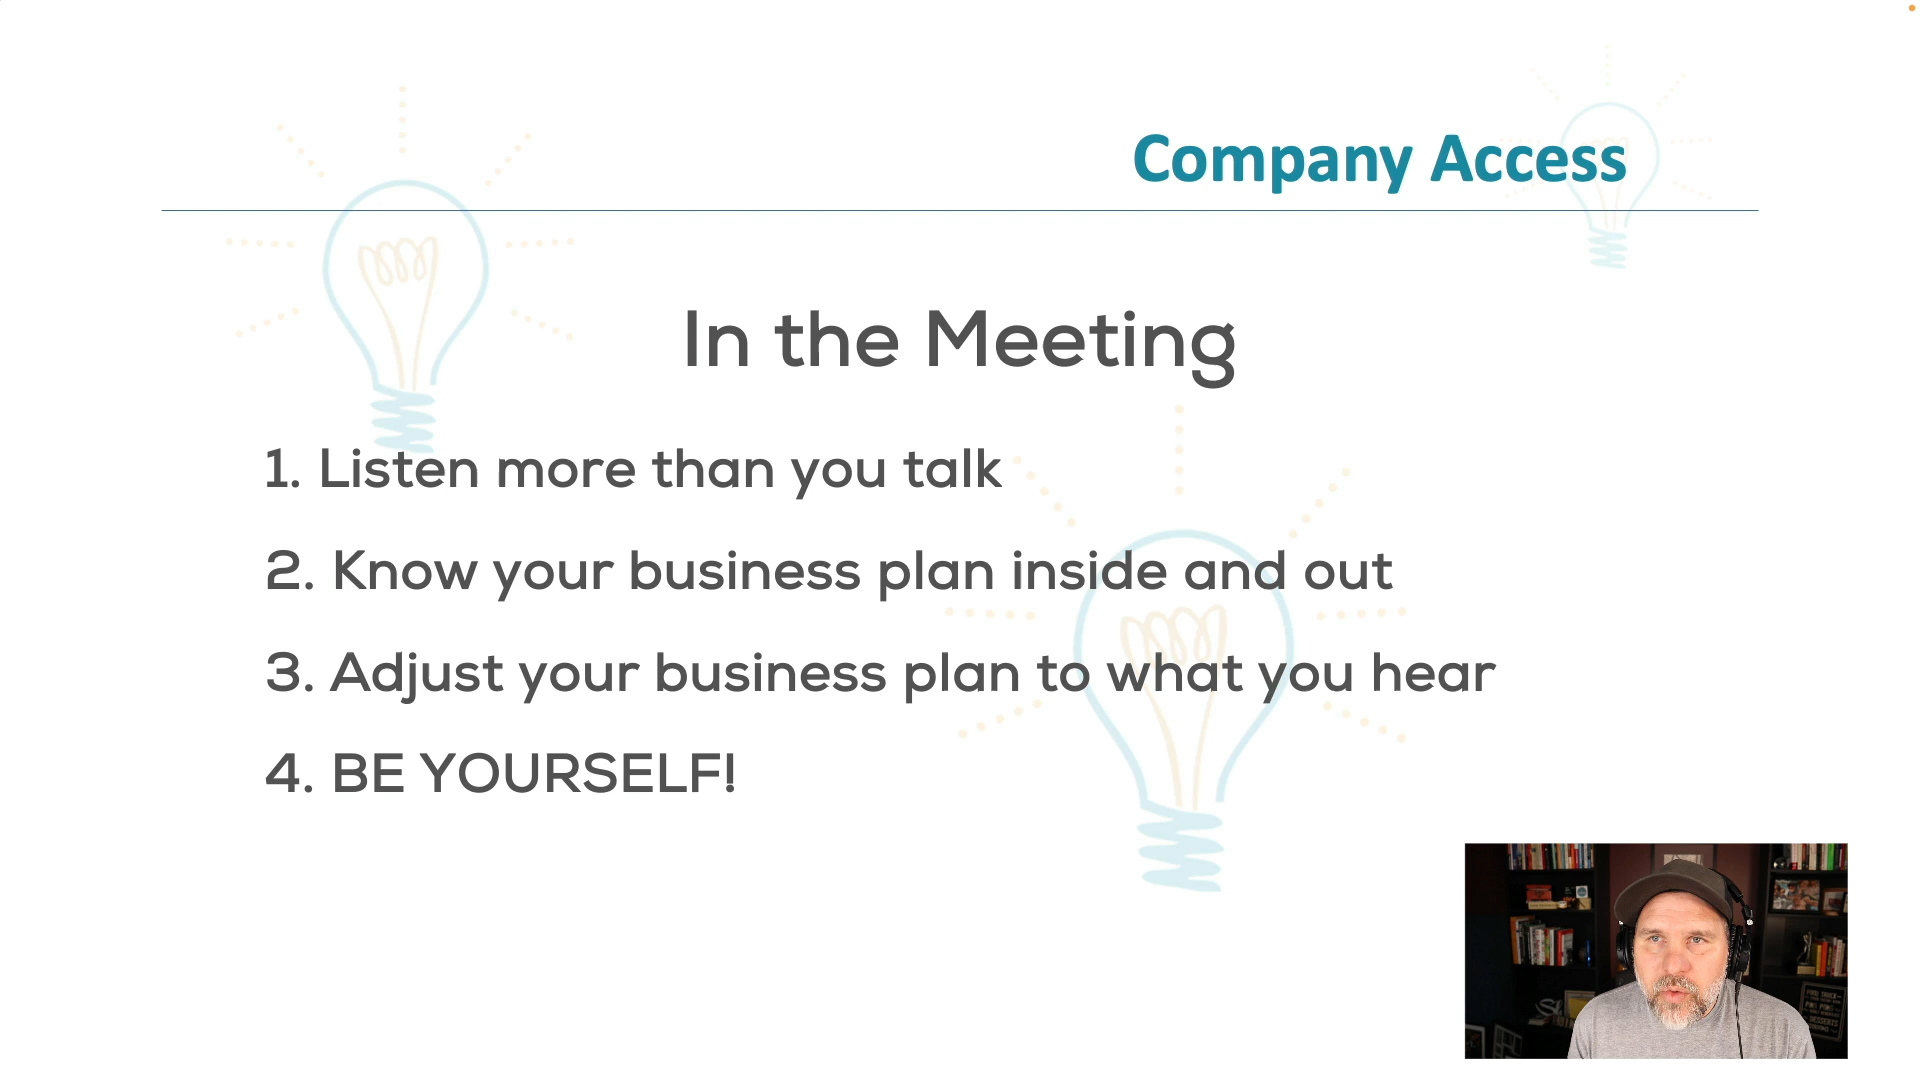 Company Access
In the Meeting
1. Listen more than you talk
2. Know your business plan inside and out
3. Adjust your business plan to what you hear
4. BE YOURSELF!